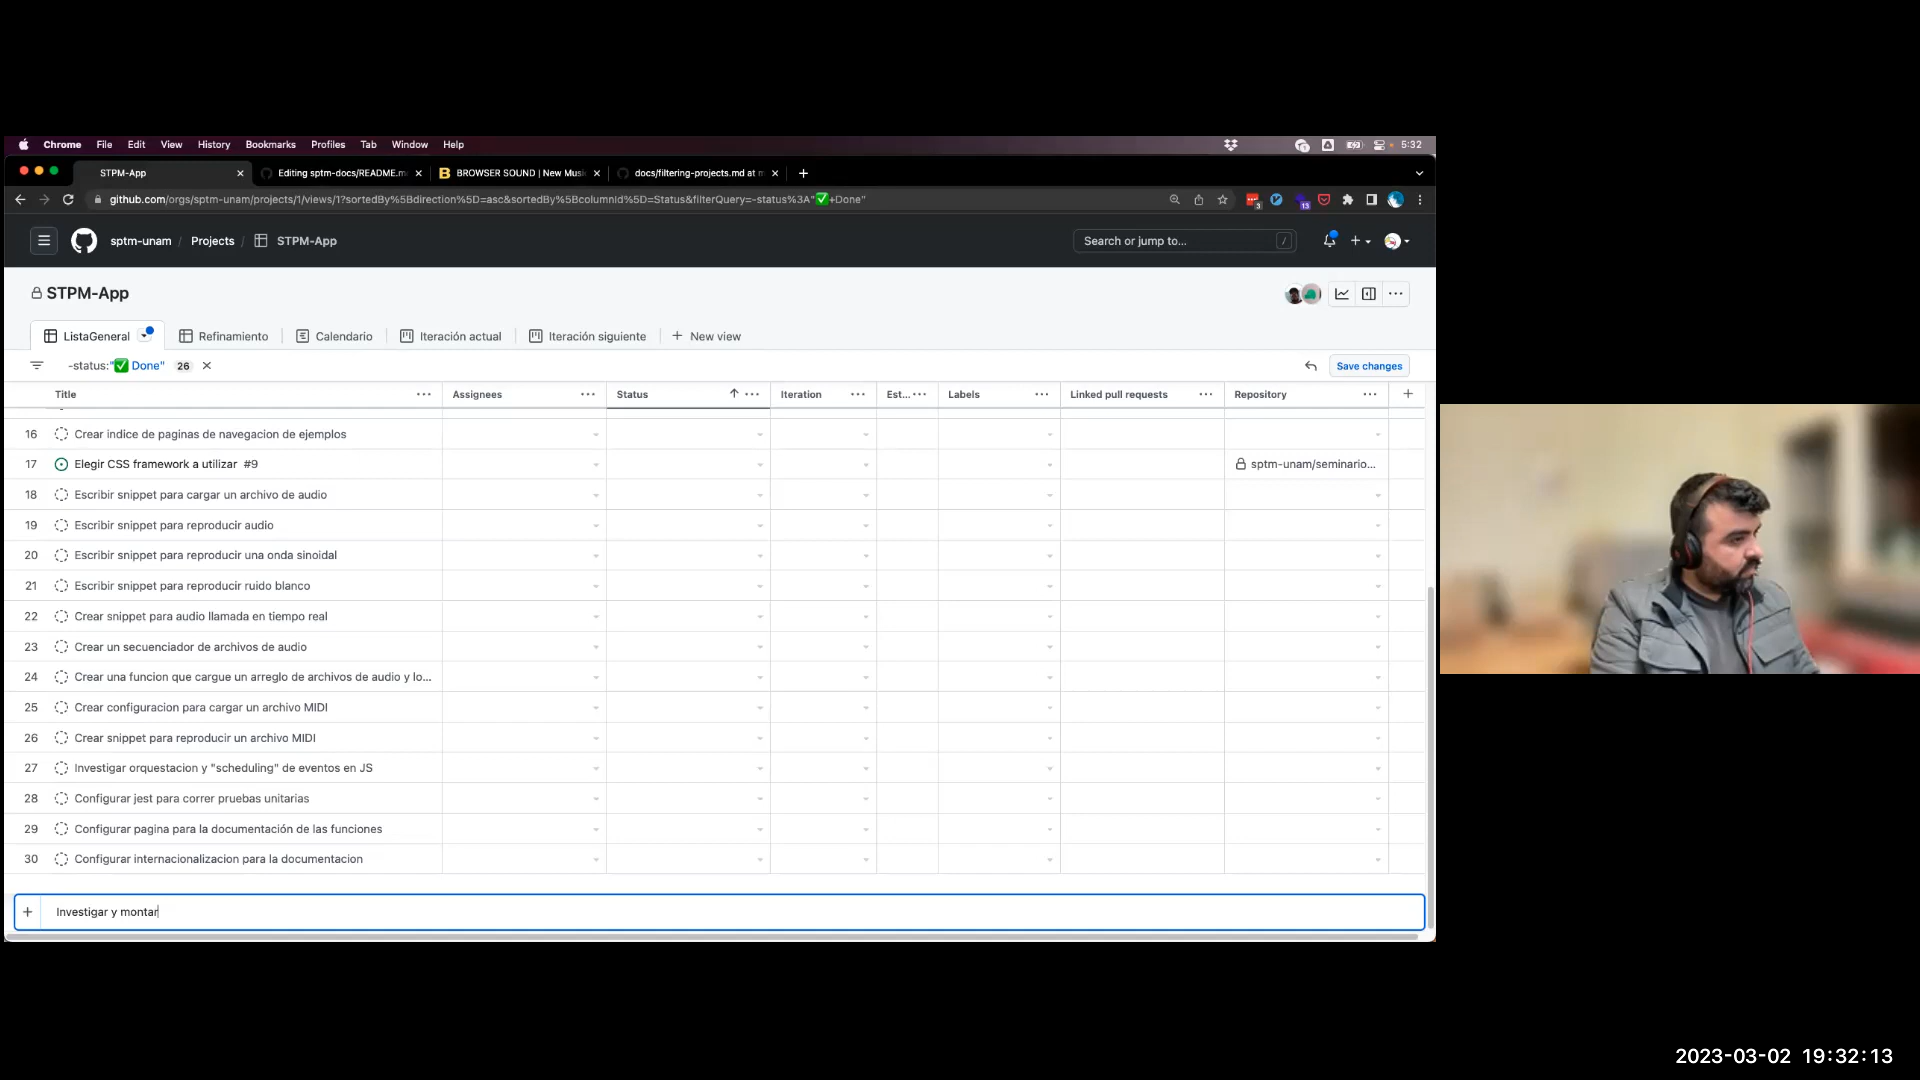 Chrome File Edit View History Bookmarks Profiles Tab Window Help 5:32
STPM-App Editing sptm-docs/README.m BROWSER SOUND | New Musi docs/filtering-projects.md at m
github.com/orgs/sptm-unam/projects/1/views/1?sortedBy%5Bdirection%5D=asc&sortedBy%5BcolumnId%5D=Status&filterQuery=-status%3A"✅+Done" 3 13
sptm-unam / Projects / STPM-App Search or jump to... /
STPM-App
ListaGeneral Refinamiento Calendario Iteración actual Iteración siguiente + New view
-status:"✅ Done" 26 Save changes
Title Assignees Status Iteration Est... Labels Linked pull requests Repository
16 Crear indice de paginas de navegacion de ejemplos
17 Elegir CSS framework a utilizar #9 sptm-unam/seminario...
18 Escribir snippet para cargar un archivo de audio
19 Escribir snippet para reproducir audio
20 Escribir snippet para reproducir una onda sinoidal
21 Escribir snippet para reproducir ruido blanco
22 Crear snippet para audio llamada en tiempo real
23 Crear un secuenciador de archivos de audio
24 Crear una funcion que cargue un arreglo de archivos de audio y lo...
25 Crear configuracion para cargar un archivo MIDI
26 Crear snippet para reproducir un archivo MIDI
27 Investigar orquestacion y "scheduling" de eventos en JS
28 Configurar jest para correr pruebas unitarias
29 Configurar pagina para la documentación de las funciones
30 Configurar internacionalizacion para la documentacion
+ Investigar y montar
2023-03-02 19:32:13